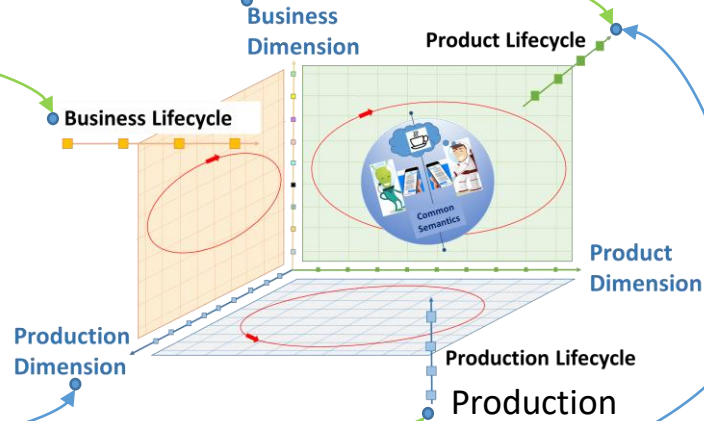 Business
Dimension
Product Lifecycle
Business Lifecycle
Common
Semantics
Product
Dimension
Production
Dimension
Production Lifecycle
Production